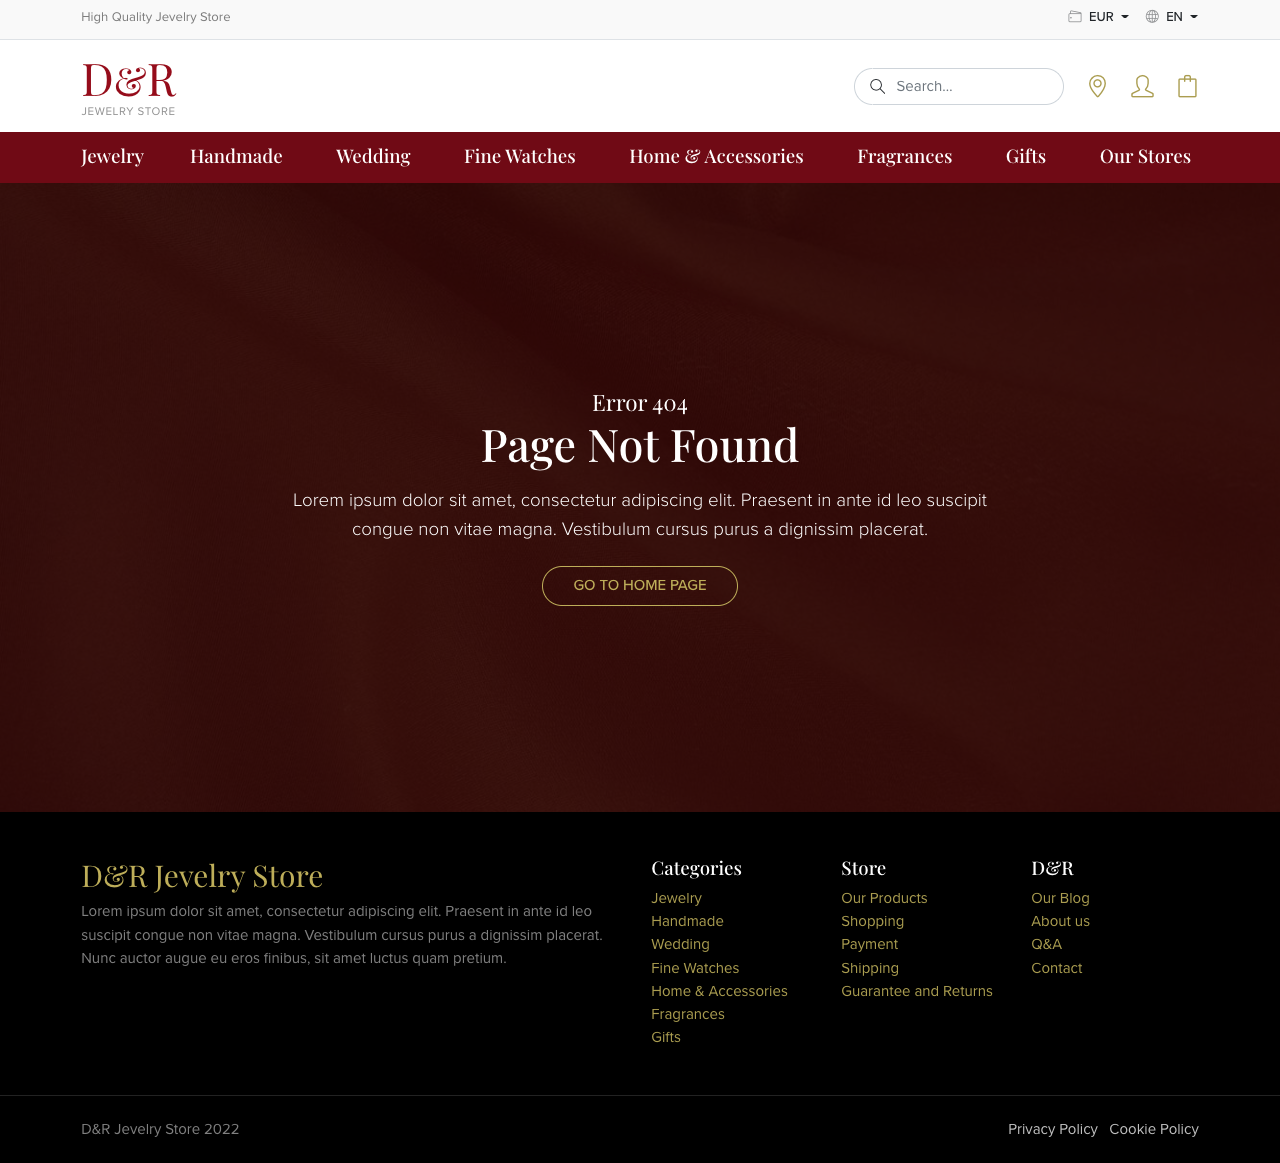 High Quality Jewelry Store
EUR EN
D&R
JEWELRY STORE
Search...
Jewelry Handmade Wedding Fine Watches Home & Accessories Fragrances Gifts Our Stores
Error 404
Page Not Found
Lorem ipsum dolor sit amet, consectetur adipiscing elit. Praesent in ante id leo suscipit
congue non vitae magna. Vestibulum cursus purus a dignissim placerat.
GO TO HOME PAGE
D&R Jewelry Store
Lorem ipsum dolor sit amet, consectetur adipiscing elit. Praesent in ante id leo
suscipit congue non vitae magna. Vestibulum cursus purus a dignissim placerat.
Nunc auctor augue eu eros finibus, sit amet luctus quam pretium.
Categories
Jewelry
Handmade
Wedding
Fine Watches
Home & Accessories
Fragrances
Gifts
Store
Our Products
Shopping
Payment
Shipping
Guarantee and Returns
D&R
Our Blog
About us
Q&A
Contact
D&R Jewelry Store 2022
Privacy Policy Cookie Policy